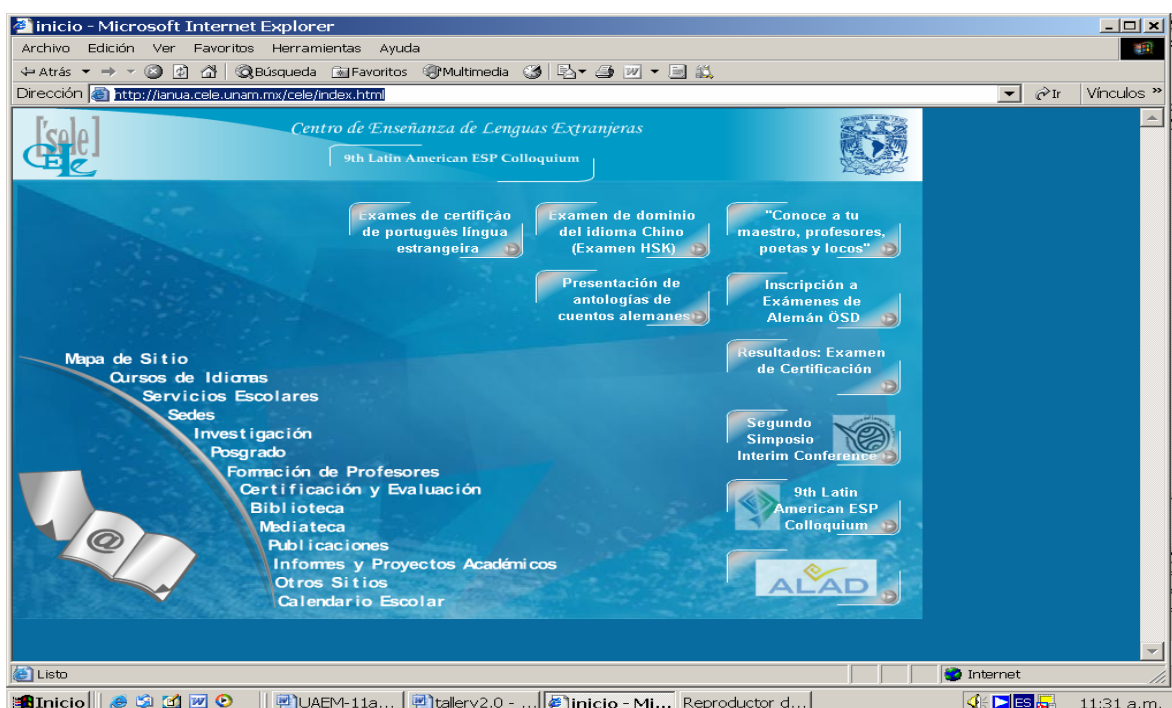 inicio - Microsoft Internet Explorer
Archivo Edición Ver Favoritos Herramientas Ayuda
Atrás Búsqueda Favoritos Multimedia
Dirección http://ianua.cele.unam.mx/cele/index.html Ir Vínculos »
[sele]
CELe
Centro de Enseñanza de Lenguas Extranjeras
9th Latin American ESP Colloquium
Exames de certifição
de português língua
estrangeira
Examen de dominio
del idioma Chino
(Examen HSK)
"Conoce a tu
maestro, profesores,
poetas y locos"
Presentación de
antologías de
cuentos alemanes
Inscripción a
Exámenes de
Alemán ÖSD
Resultados: Examen
de Certificación
Segundo
Simposio
Interim Conference
9th Latin
American ESP
Colloquium
ALAD
Mapa de Sitio
Cursos de Idiomas
Servicios Escolares
Sedes
Investigación
Posgrado
Formación de Profesores
Certificación y Evaluación
Biblioteca
Mediateca
Publicaciones
Informes y Proyectos Académicos
Otros Sitios
Calendario Escolar
@
Listo Internet
Inicio UAEM-11a... tallerv2.0 - ... inicio - Mi... Reproductor d... ES 11:31 a.m.